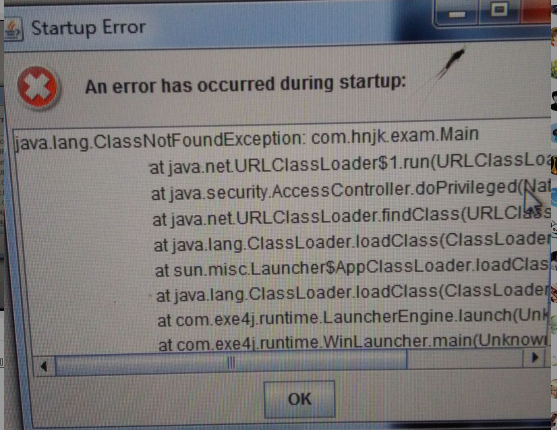 Startup Error
An error has occurred during startup:
java.lang.ClassNotFoundException: com.hnjk.exam.Main
at java.net.URLClassLoader$1.run(URLClassLoa
at java.security.AccessController.doPrivileged(Nat
at java.net.URLClassLoader.findClass(URLClass
at java.lang.ClassLoader.loadClass(ClassLoader
at sun.misc.Launcher$AppClassLoader.loadClas
at java.lang.ClassLoader.loadClass(ClassLoader
at com.exe4j.runtime.LauncherEngine.launch(Unk
at com.exe4j.runtime.WinLauncher.main(Unknow
OK